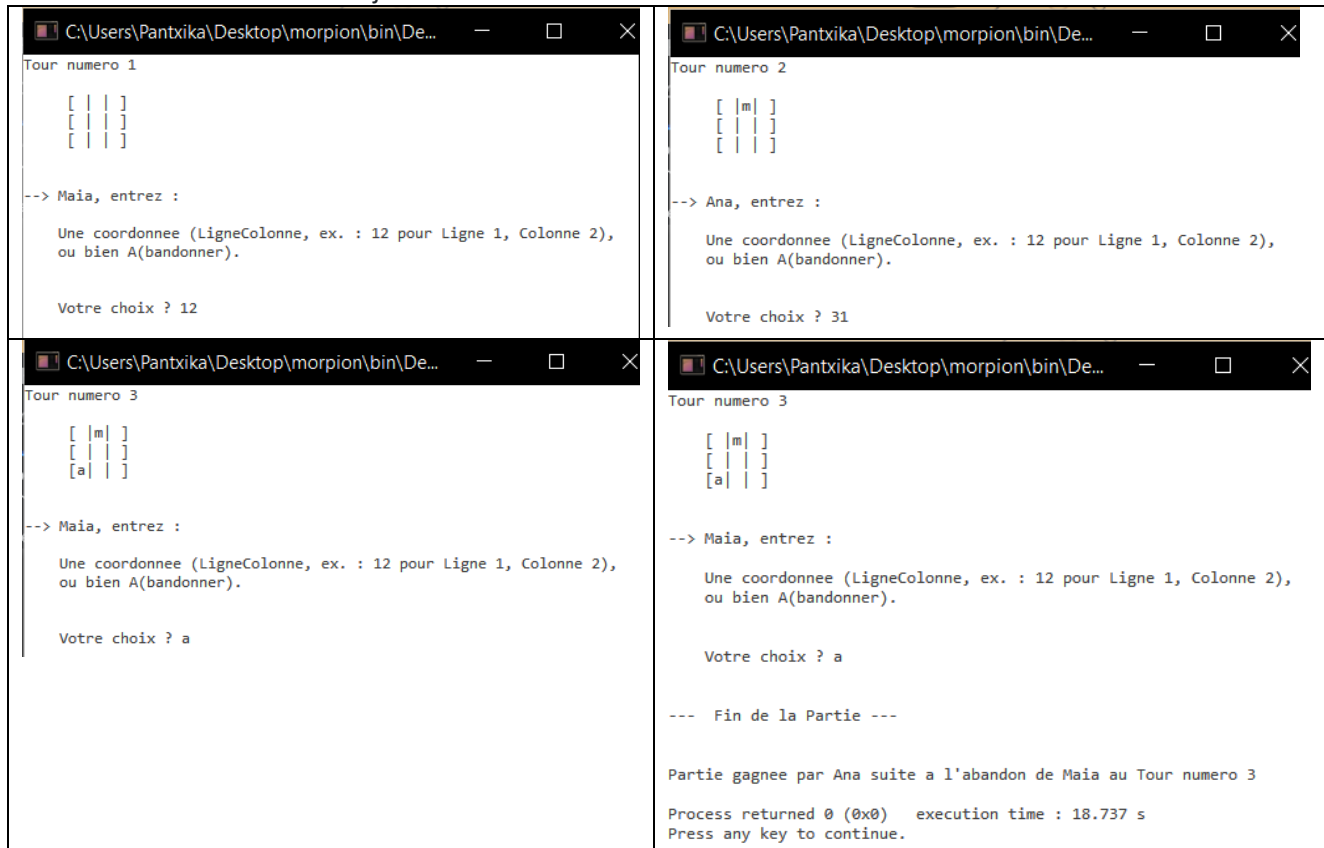 C:\Users\Pantxika\Desktop\morpion\bin\De...
Tour numero 1
[ | | ]
[ | | ]
[ | | ]
--> Maia, entrez :
Une coordonnee (LigneColonne, ex. : 12 pour Ligne 1, Colonne 2),
ou bien A(bandonner).
Votre choix ? 12
C:\Users\Pantxika\Desktop\morpion\bin\De...
Tour numero 2
[ |m| ]
[ | | ]
[ | | ]
--> Ana, entrez :
Une coordonnee (LigneColonne, ex. : 12 pour Ligne 1, Colonne 2),
ou bien A(bandonner).
Votre choix ? 31
C:\Users\Pantxika\Desktop\morpion\bin\De...
Tour numero 3
[ |m| ]
[ | | ]
[a| | ]
--> Maia, entrez :
Une coordonnee (LigneColonne, ex. : 12 pour Ligne 1, Colonne 2),
ou bien A(bandonner).
Votre choix ? a
C:\Users\Pantxika\Desktop\morpion\bin\De...
Tour numero 3
[ |m| ]
[ | | ]
[a| | ]
--> Maia, entrez :
Une coordonnee (LigneColonne, ex. : 12 pour Ligne 1, Colonne 2),
ou bien A(bandonner).
Votre choix ? a
--- Fin de la Partie ---
Partie gagnee par Ana suite a l'abandon de Maia au Tour numero 3
Process returned 0 (0x0) execution time : 18.737 s
Press any key to continue.